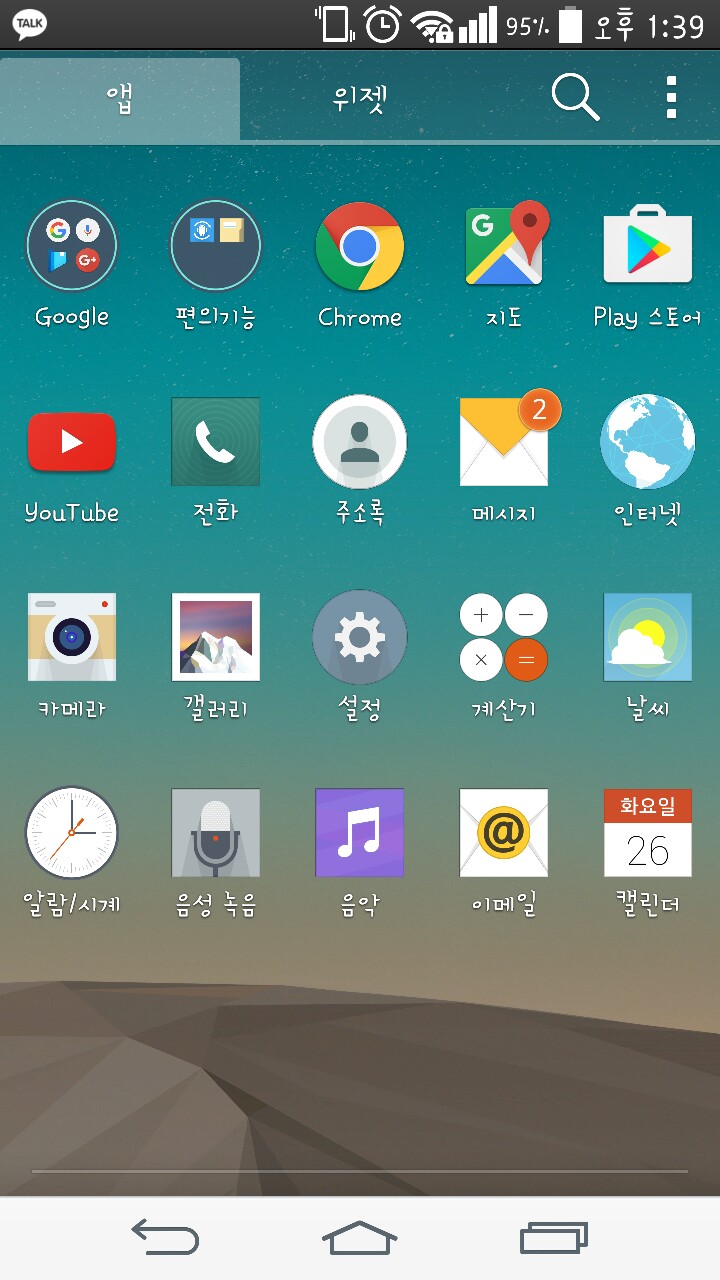 TALK 95% 오후 1:39
앱 위젯
G G+ G
Google 편의기능 Chrome 지도 Play 스토어
2
YouTube 전화 주소록 메시지 인터넷
+ − × =
카메라 갤러리 설정 계산기 날씨
@ 화요일
26
알람/시계 음성 녹음 음악 이메일 캘린더